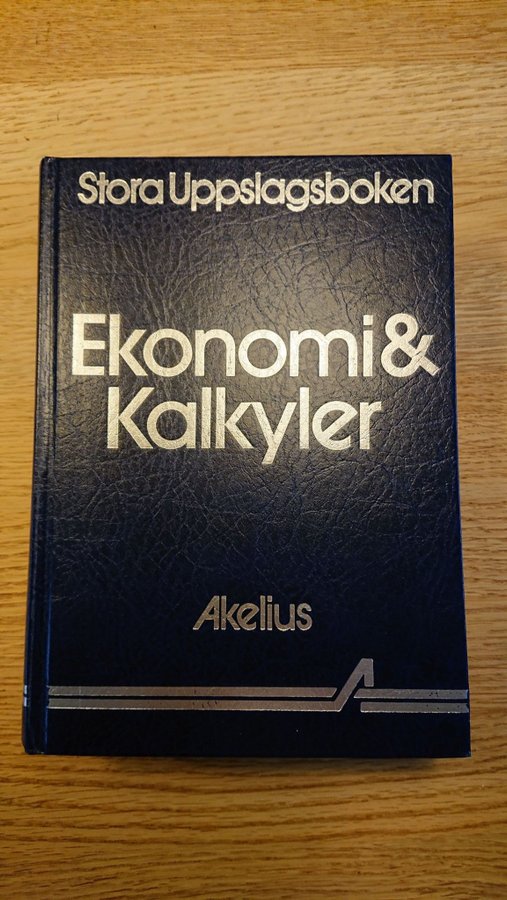 Stora Uppslagsboken
Ekonomi &
Kalkyler
Akelius